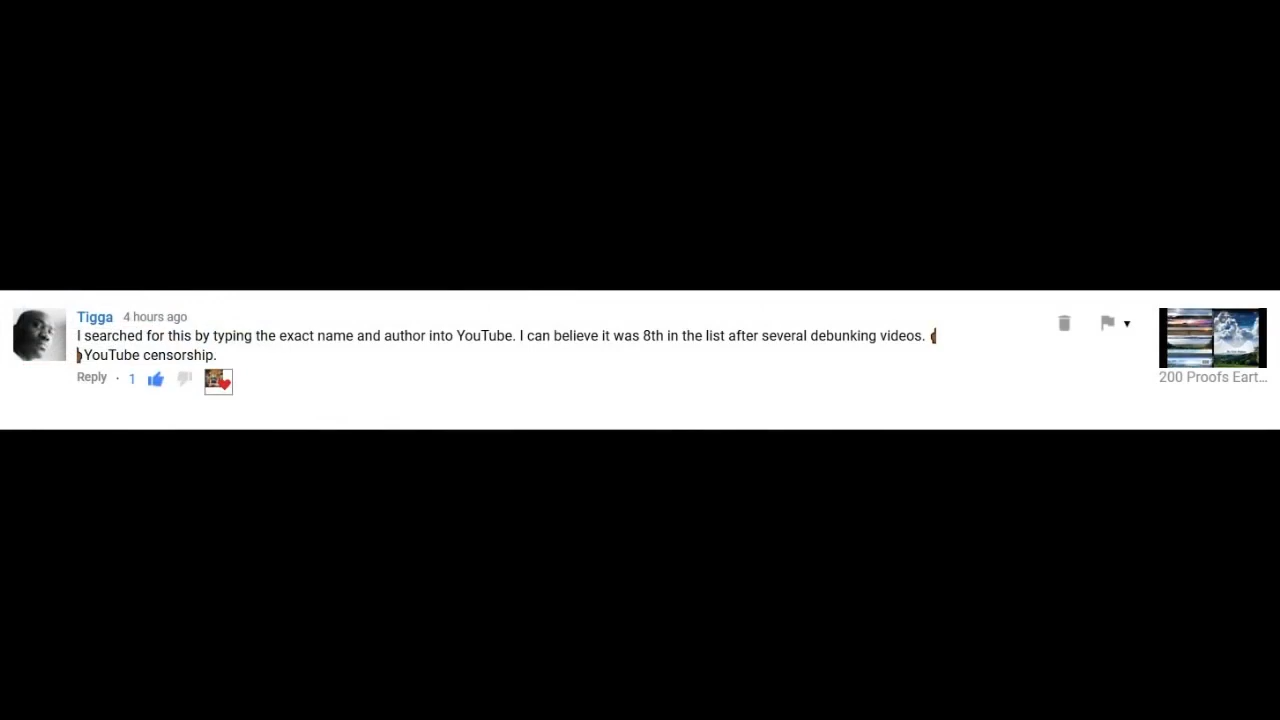 Tigga 4 hours ago
I searched for this by typing the exact name and author into YouTube. I can believe it was 8th in the list after several debunking videos.
YouTube censorship.
Reply · 1
200 Proofs Eart...